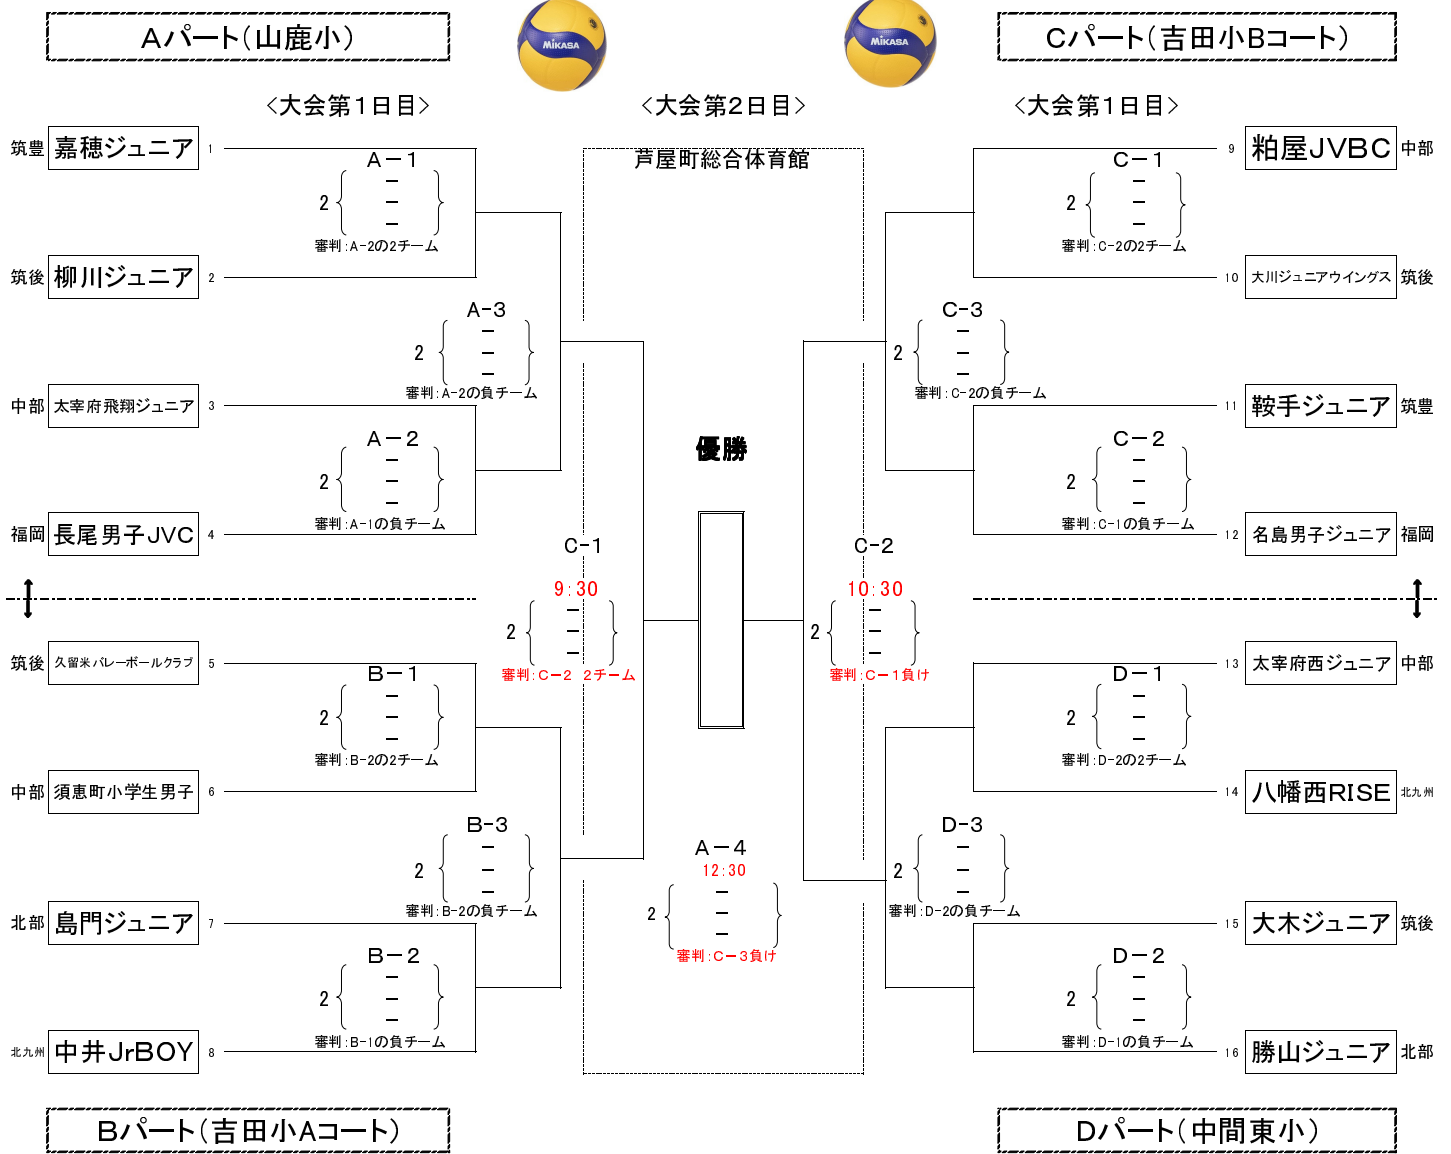 Aパート(山鹿小)
MIKASA
MIKASA
Cパート(吉田小Bコート)
<大会第1日目>
<大会第2日目>
<大会第1日目>
芦屋町総合体育館
筑豊 嘉穂ジュニア 1
A-1
2
審判:A-2の2チーム
筑後 柳川ジュニア 2
A-3
2
審判:A-2の負チーム
中部 太宰府飛翔ジュニア 3
A-2
2
審判:A-1の負チーム
福岡 長尾男子JVC 4
9 粕屋JVBC 中部
C-1
2
審判:C-2の2チーム
10 大川ジュニアウイングス 筑後
C-3
2
審判:C-2の負チーム
11 鞍手ジュニア 筑豊
C-2
2
審判:C-1の負チーム
12 名島男子ジュニア 福岡
優勝
C-1
9:30
2
審判:C-2 2チーム
C-2
10:30
2
審判:C-1負け
筑後 久留米バレーボールクラブ 5
B-1
2
審判:B-2の2チーム
中部 須恵町小学生男子 6
B-3
2
審判:B-2の負チーム
北部 島門ジュニア 7
B-2
2
審判:B-1の負チーム
北九州 中井JrBOY 8
A-4
12:30
2
審判:C-3負け
13 太宰府西ジュニア 中部
D-1
2
審判:D-2の2チーム
14 八幡西RISE 北九州
D-3
2
審判:D-2の負チーム
15 大木ジュニア 筑後
D-2
2
審判:D-1の負チーム
16 勝山ジュニア 北部
Bパート(吉田小Aコート)
Dパート(中間東小)